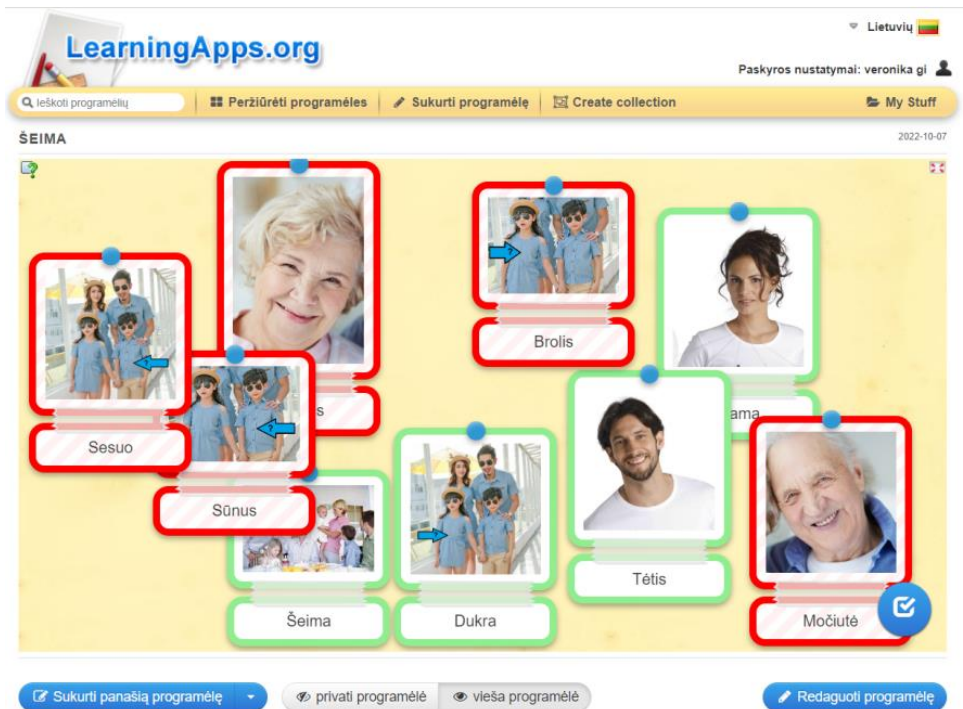 LearningApps.org
Lietuvių
Paskyros nustatymai: veronika gi
Ieškoti programėlių
Peržiūrėti programėles
Sukurti programėlę
Create collection
My Stuff
ŠEIMA
2022-10-07
?
Brolis
s
ama
?
Sesuo
?
Sūnus
Tėtis
Šeima
Dukra
Močiutė
Sukurti panašią programėlę
privati programėlė
vieša programėlė
Redaguoti programėlę